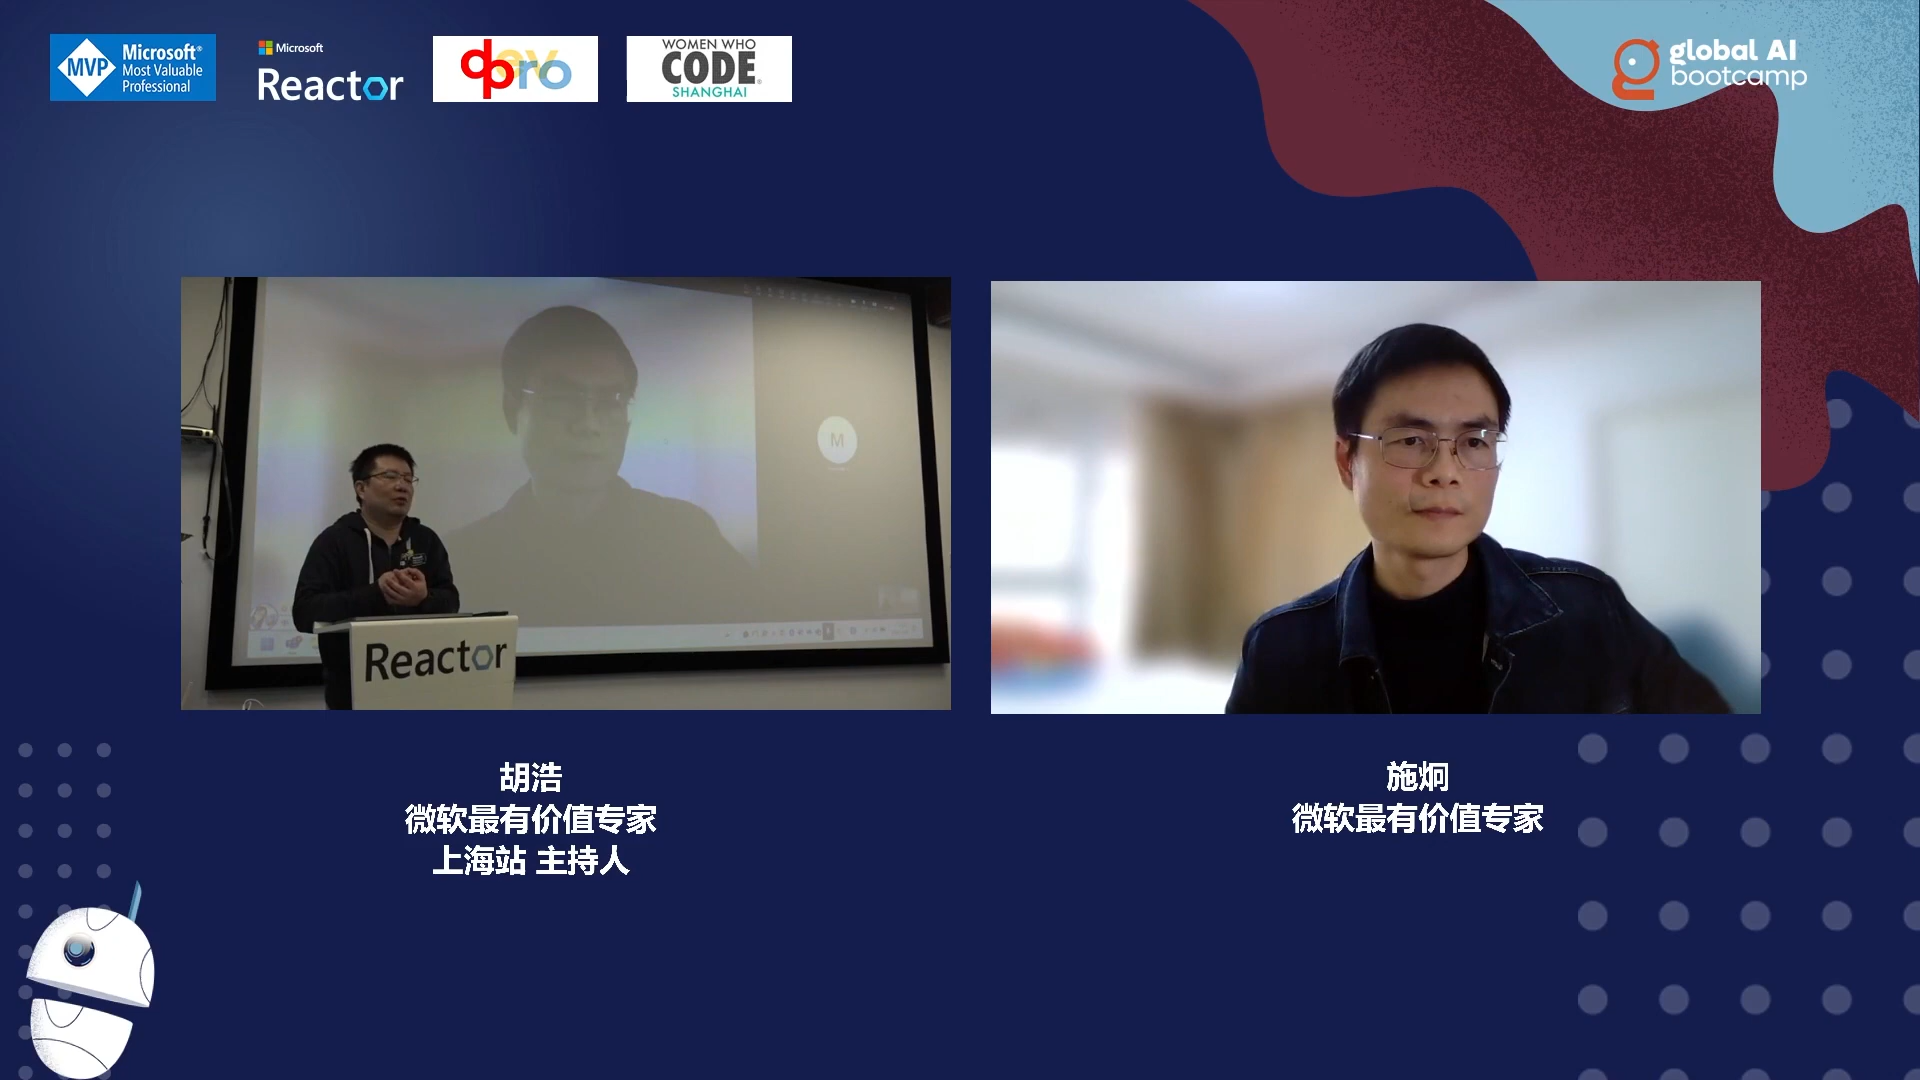 MVP
Microsoft®
Most Valuable
Professional
Microsoft
Reactor
dev
pro
WOMEN WHO
CODE
SHANGHAI
global AI
bootcamp
M
Reactor
胡浩
微软最有价值专家
上海站 主持人
施炯
微软最有价值专家